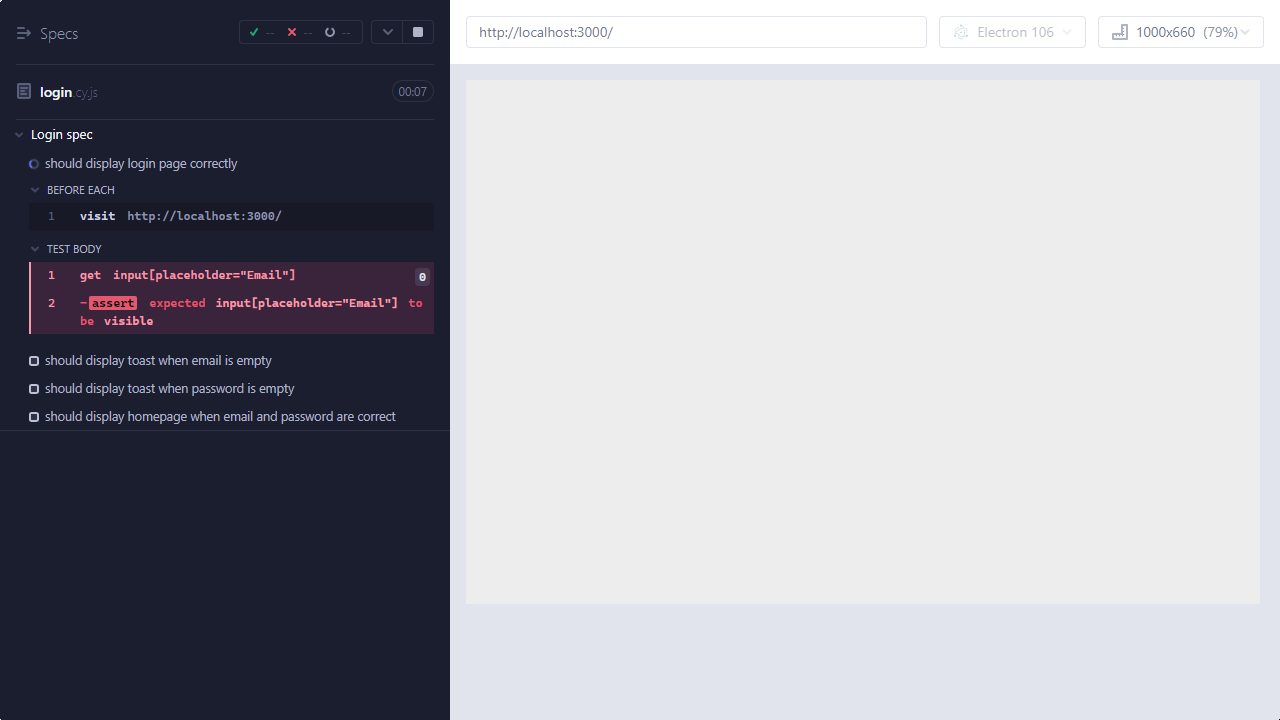 Specs
-- -- --
http://localhost:3000/
Electron 106
1000x660 (79%)
login.cy.js
00:07
Login spec
should display login page correctly
BEFORE EACH
1 visit http://localhost:3000/
TEST BODY
1 get input[placeholder="Email"] 0
2 -assert expected input[placeholder="Email"] to
be visible
should display toast when email is empty
should display toast when password is empty
should display homepage when email and password are correct